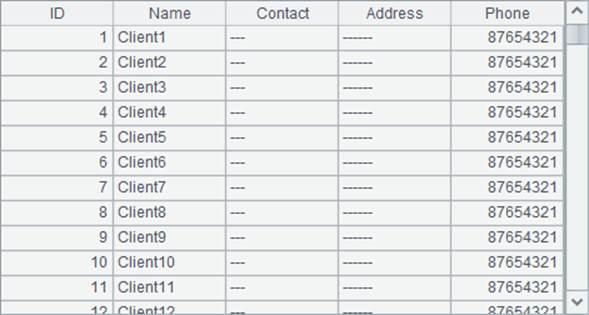 ID Name Contact Address Phone
1 Client1 --- ------ 87654321
2 Client2 --- ------ 87654321
3 Client3 --- ------ 87654321
4 Client4 --- ------ 87654321
5 Client5 --- ------ 87654321
6 Client6 --- ------ 87654321
7 Client7 --- ------ 87654321
8 Client8 --- ------ 87654321
9 Client9 --- ------ 87654321
10 Client10 --- ------ 87654321
11 Client11 --- ------ 87654321
12 Client12 --- ------ 87654321